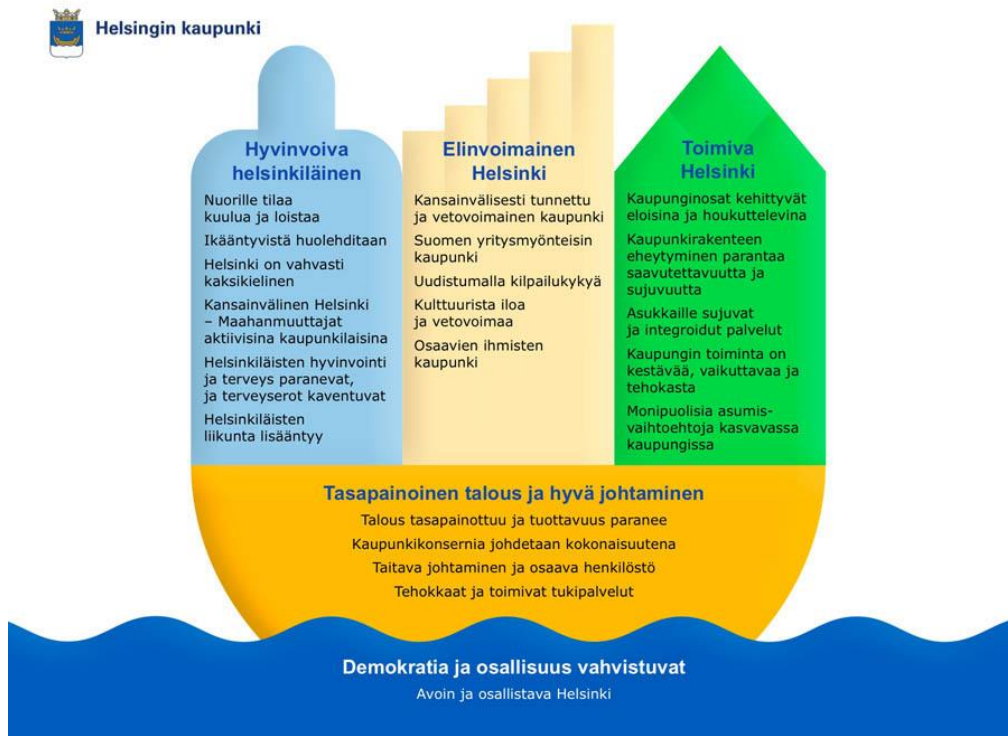 Helsingin kaupunki
Hyvinvoiva
helsinkiläinen
Nuorille tilaa
kuulua ja loistaa
Ikääntyvistä huolehditaan
Helsinki on vahvasti
kaksikielinen
Kansainvälinen Helsinki
– Maahanmuuttajat
aktiivisina kaupunkilaisina
Helsinkiläisten hyvinvointi
ja terveys paranevat,
ja terveyserot kaventuvat
Helsinkiläisten
liikunta lisääntyy
Elinvoimainen
Helsinki
Kansainvälisesti tunnettu
ja vetovoimainen kaupunki
Suomen yritysmyönteisin
kaupunki
Uudistumalla kilpailukykyä
Kulttuurista iloa
ja vetovoimaa
Osaavien ihmisten
kaupunki
Toimiva
Helsinki
Kaupunginosat kehittyvät
eloisina ja houkuttelevina
Kaupunkirakenteen
eheytyminen parantaa
saavutettavuutta ja
sujuvuutta
Asukkaille sujuvat
ja integroidut palvelut
Kaupungin toiminta on
kestävää, vaikuttavaa ja
tehokasta
Monipuolisia asumis-
vaihtoehtoja kasvavassa
kaupungissa
Tasapainoinen talous ja hyvä johtaminen
Talous tasapainottuu ja tuottavuus paranee
Kaupunkikonsernia johdetaan kokonaisuutena
Taitava johtaminen ja osaava henkilöstö
Tehokkaat ja toimivat tukipalvelut
Demokratia ja osallisuus vahvistuvat
Avoin ja osallistava Helsinki